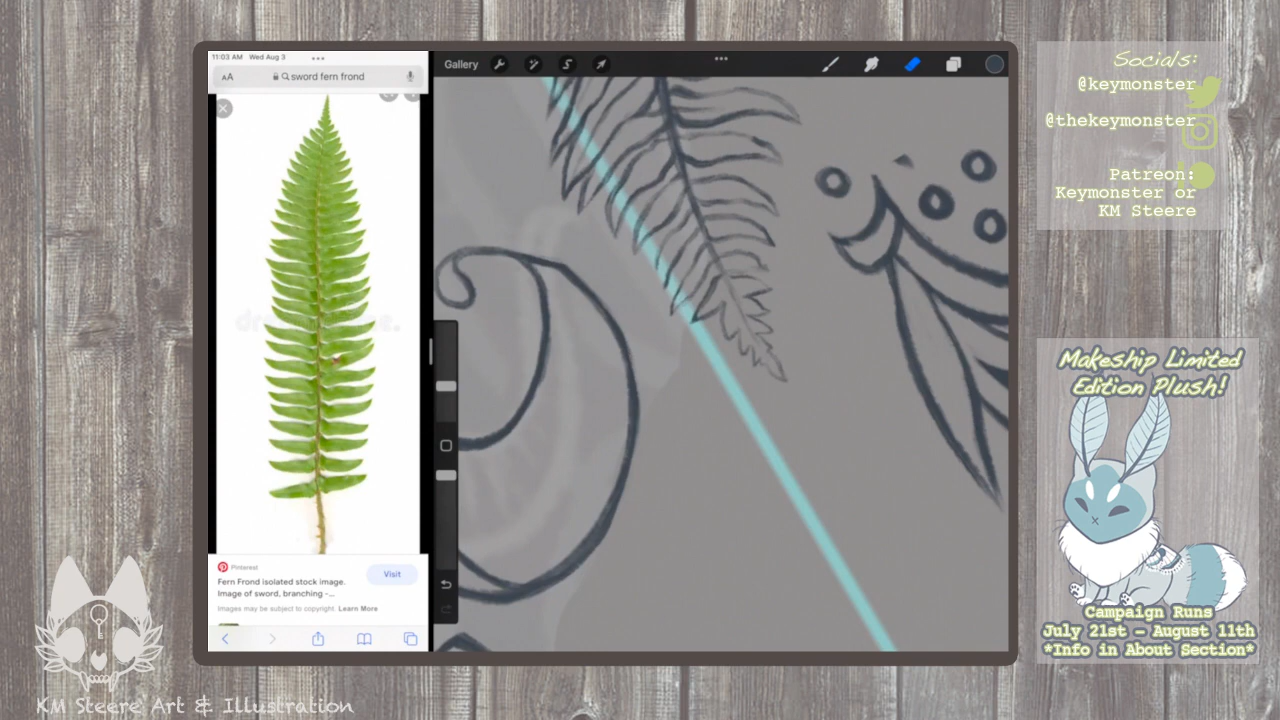 11:03 AM Wed Aug 3
AA sword fern frond
Gallery
Pinterest
Fern Frond isolated stock image.
Image of sword, branching -...
Visit
Images may be subject to copyright. Learn More
Socials:
@keymonster
@thekeymonster
Patreon:
Keymonster or
KM Steere
Makeship Limited
Edition Plush!
Campaign Runs
July 21st - August 11th
*Info in About Section*
KM Steere Art & Illustration